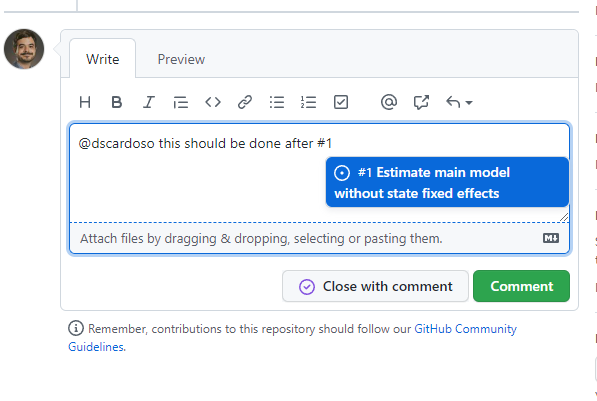 Write Preview
H B I @
@dscardoso this should be done after #1
#1 Estimate main model
without state fixed effects
Attach files by dragging & dropping, selecting or pasting them.
Close with comment Comment
Remember, contributions to this repository should follow our GitHub Community
Guidelines.